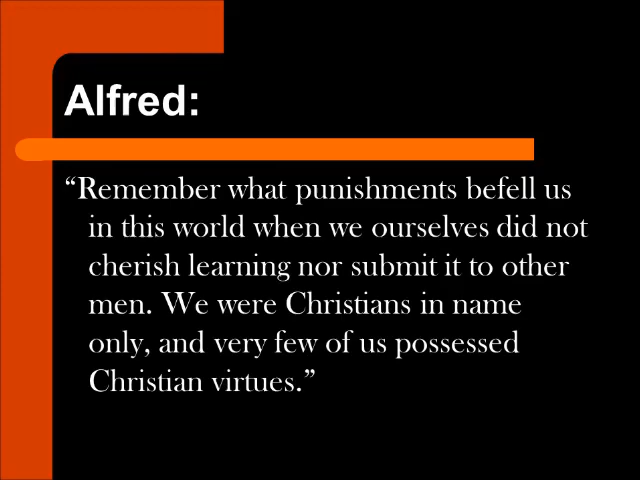 Alfred:
“Remember what punishments befell us
in this world when we ourselves did not
cherish learning nor submit it to other
men. We were Christians in name
only, and very few of us possessed
Christian virtues.”